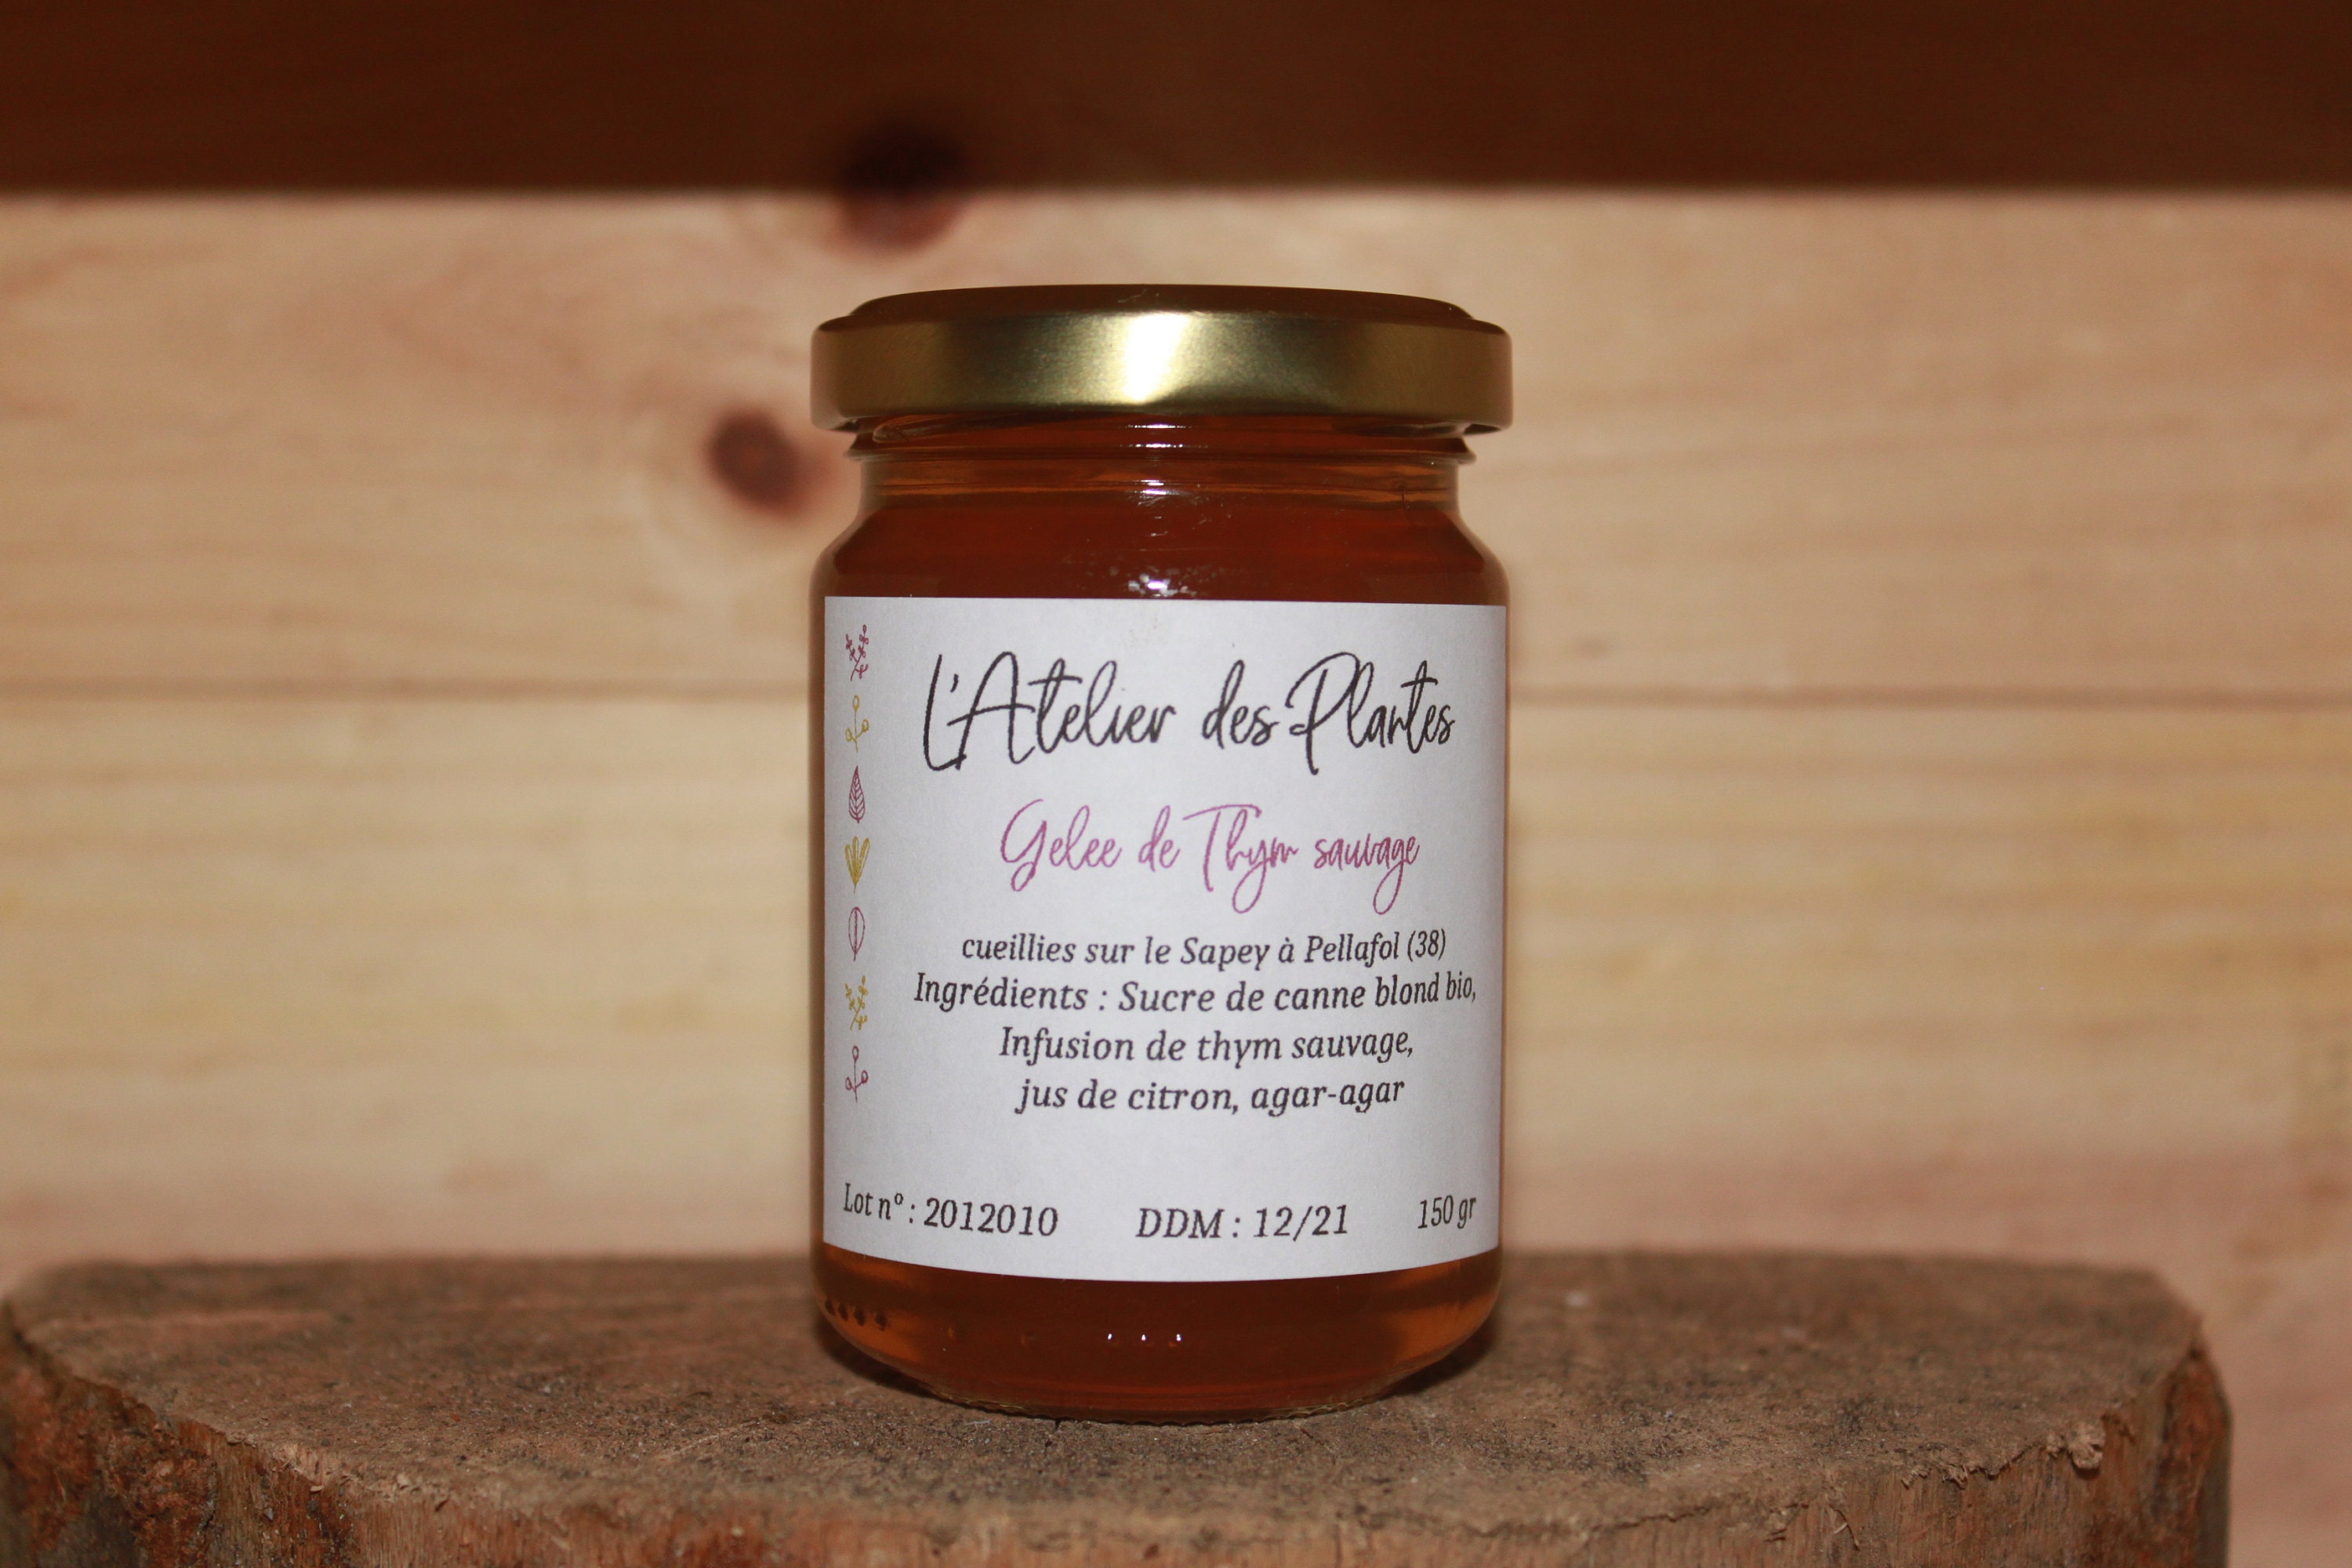 L'Atelier des Plantes
Gelee de Thym sauvage
cueillies sur le Sapey à Pellafol (38)
Ingrédients : Sucre de canne blond bio,
Infusion de thym sauvage,
jus de citron, agar-agar
Lot n° : 2012010 DDM : 12/21 150 gr